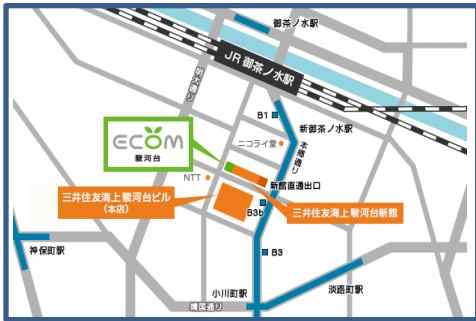 御茶ノ水駅
JR 御茶ノ水駅
明大通り
B1
新御茶ノ水駅
ECOM
駿河台
ニコライ堂
本郷通り
NTT
新館直通出口
三井住友海上 駿河台ビル
(本店)
三井住友海上 駿河台新館
B3b
B3
神保町駅
小川町駅
淡路町駅
靖国通り